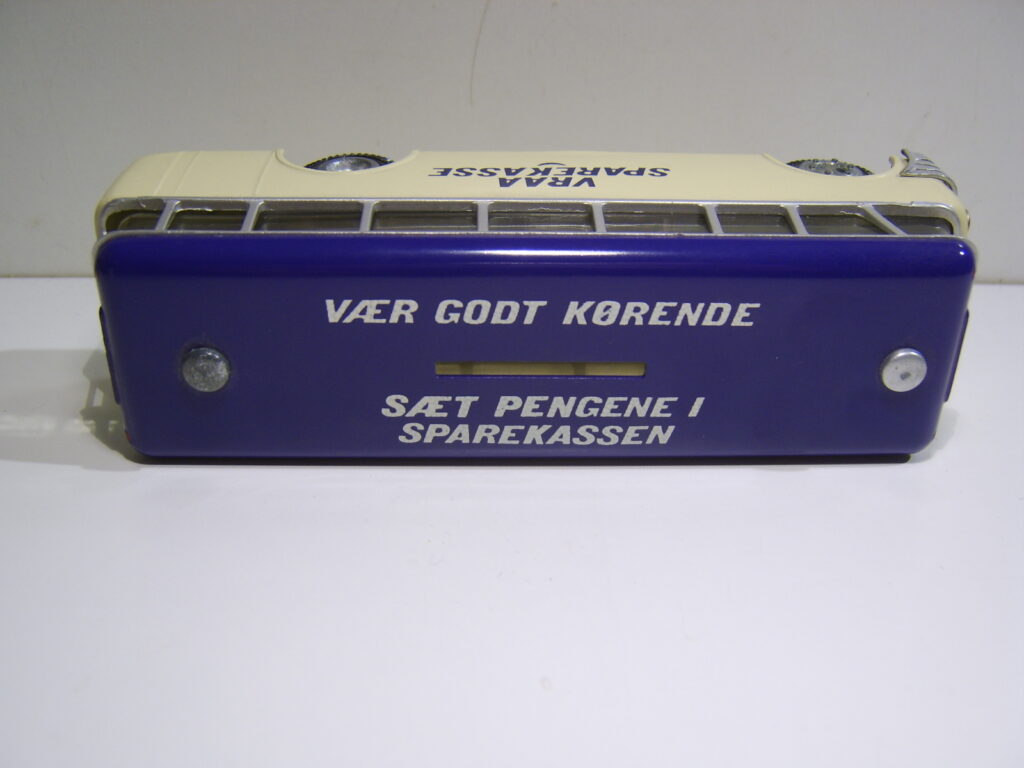 VRAA
SPAREKASSE
VÆR GODT KØRENDE
SÆT PENGENE I
SPAREKASSEN